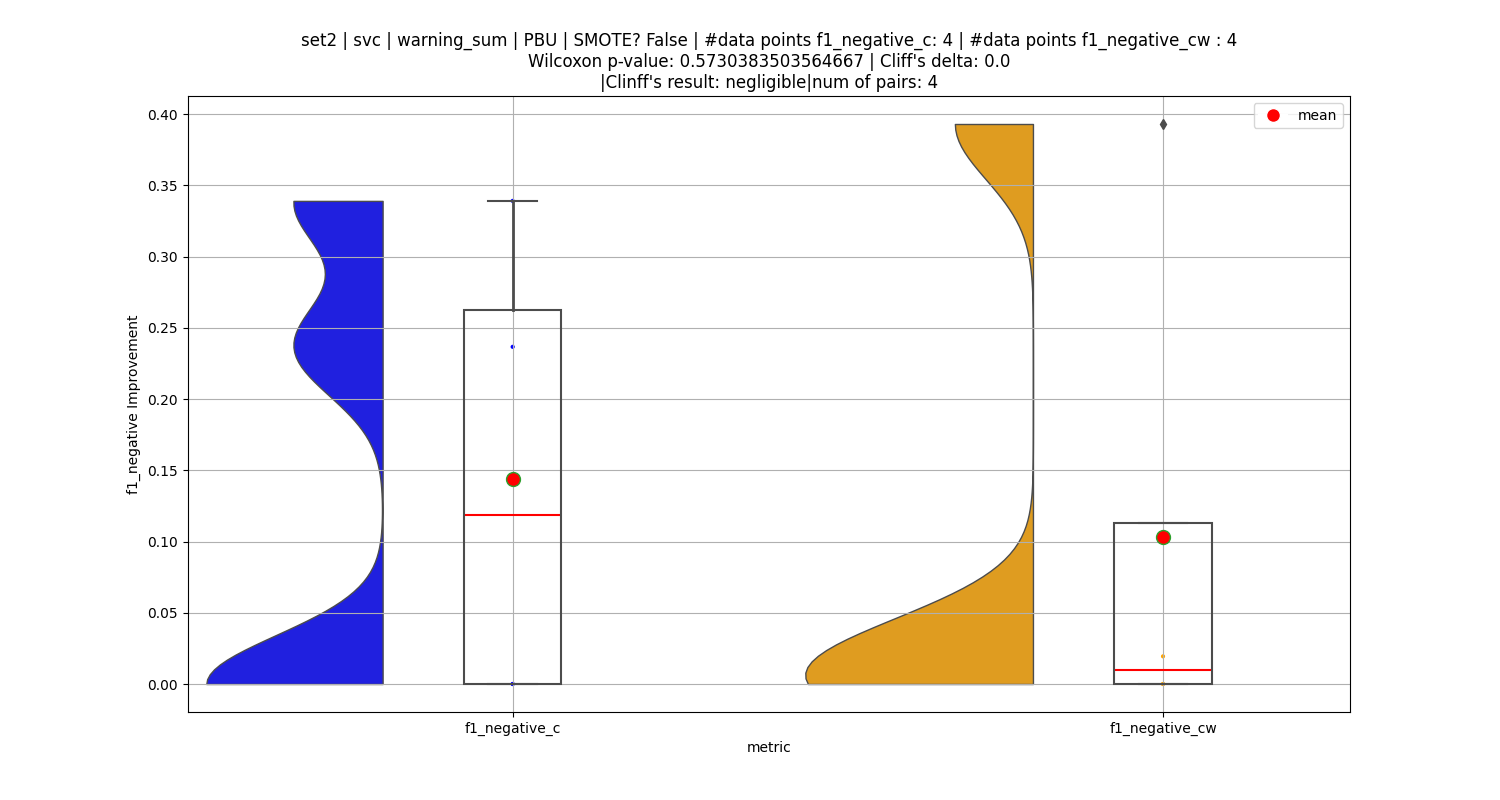 set2 | svc | warning_sum | PBU | SMOTE? False | #data points f1_negative_c: 4 | #data points f1_negative_cw : 4
Wilcoxon p-value: 0.5730383503564667 | Cliff's delta: 0.0
|Clinff's result: negligible|num of pairs: 4
mean
0.40
0.35
0.30
0.25
0.20
0.15
0.10
0.05
0.00
f1_negative Improvement
f1_negative_c
f1_negative_cw
metric